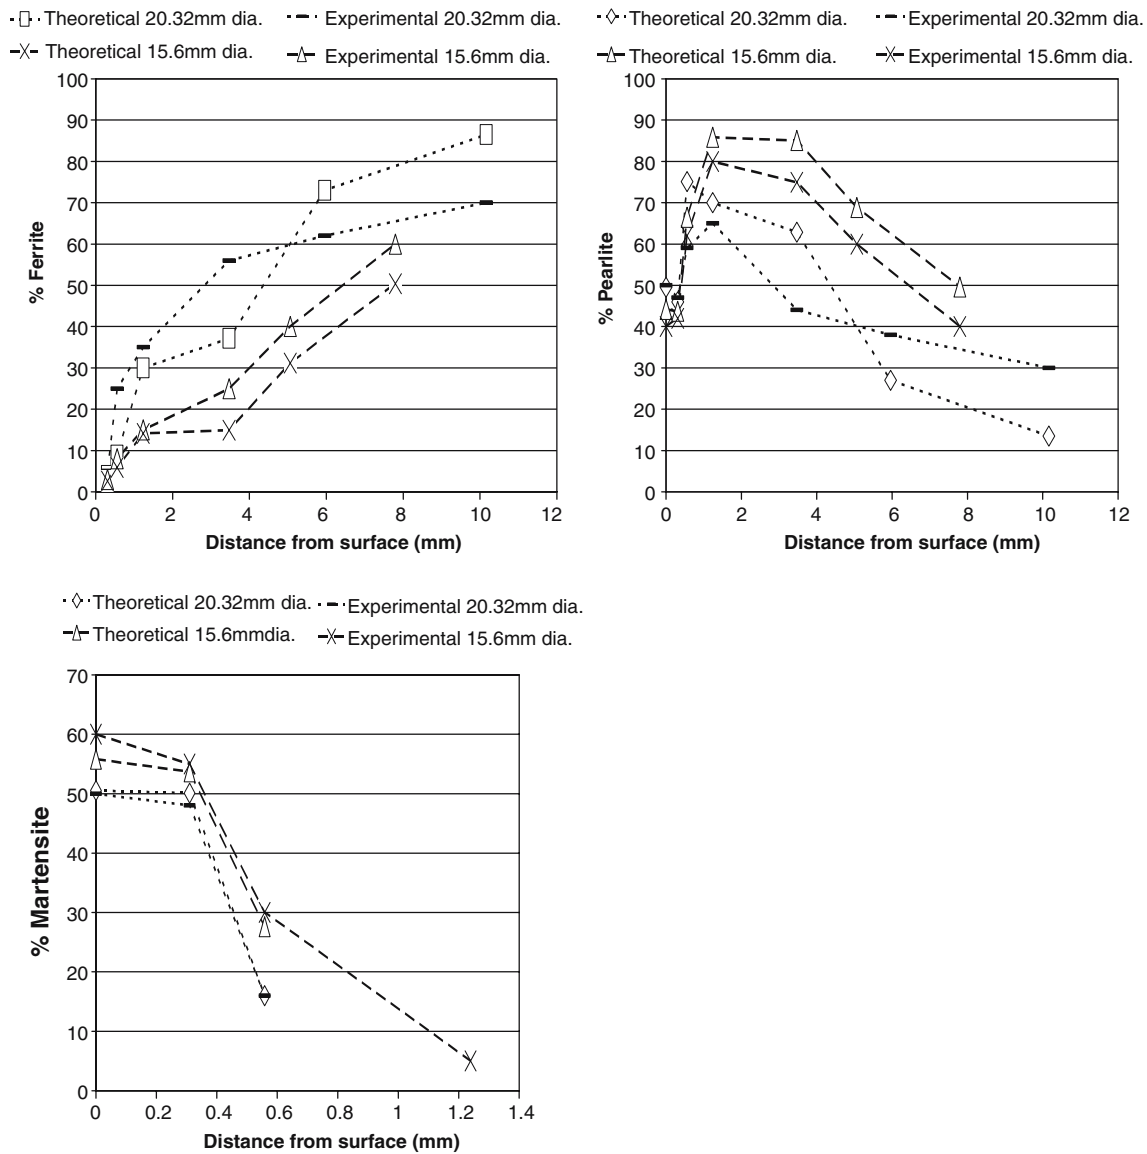 Theoretical 20.32mm dia. Experimental 20.32mm dia.
Theoretical 15.6mm dia. Experimental 15.6mm dia.
100
90
80
70
60
50
40
30
20
10
0
% Ferrite
0 2 4 6 8 10 12
Distance from surface (mm)
Theoretical 20.32mm dia. Experimental 20.32mm dia.
Theoretical 15.6mm dia. Experimental 15.6mm dia.
100
90
80
70
60
50
40
30
20
10
0
% Pearlite
0 2 4 6 8 10 12
Distance from surface (mm)
Theoretical 20.32mm dia. Experimental 20.32mm dia.
Theoretical 15.6mmdia. Experimental 15.6mm dia.
70
60
50
40
30
20
10
0
% Martensite
0 0.2 0.4 0.6 0.8 1 1.2 1.4
Distance from surface (mm)